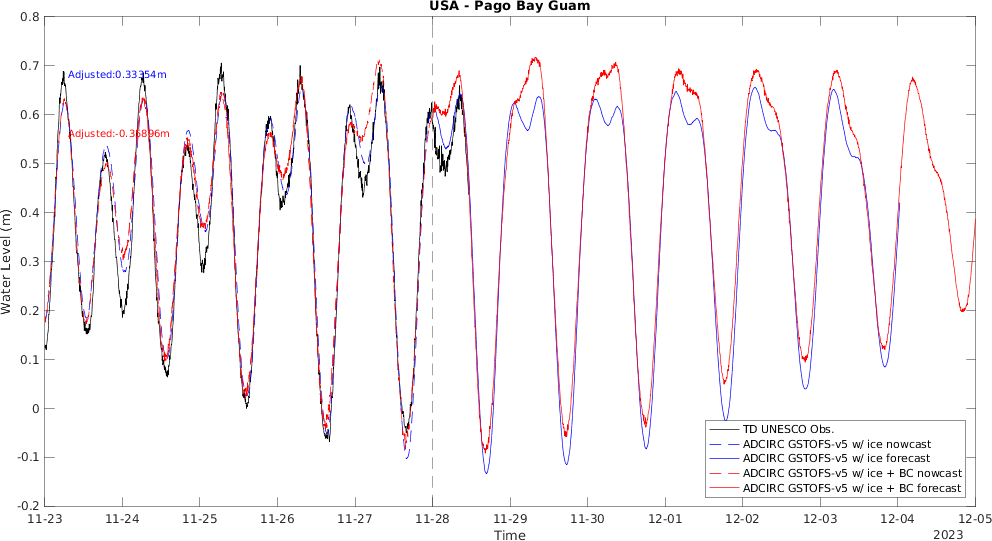 USA - Pago Bay Guam
0.8
0.7
0.6
0.5
0.4
0.3
0.2
0.1
0
-0.1
-0.2
Water Level (m)
Adjusted:0.33354m
Adjusted:-0.36896m
TD UNESCO Obs.
ADCIRC GSTOFS-v5 w/ ice nowcast
ADCIRC GSTOFS-v5 w/ ice forecast
ADCIRC GSTOFS-v5 w/ ice + BC nowcast
ADCIRC GSTOFS-v5 w/ ice + BC forecast
11-23 11-24 11-25 11-26 11-27 11-28 11-29 11-30 12-01 12-02 12-03 12-04 12-05
Time
2023